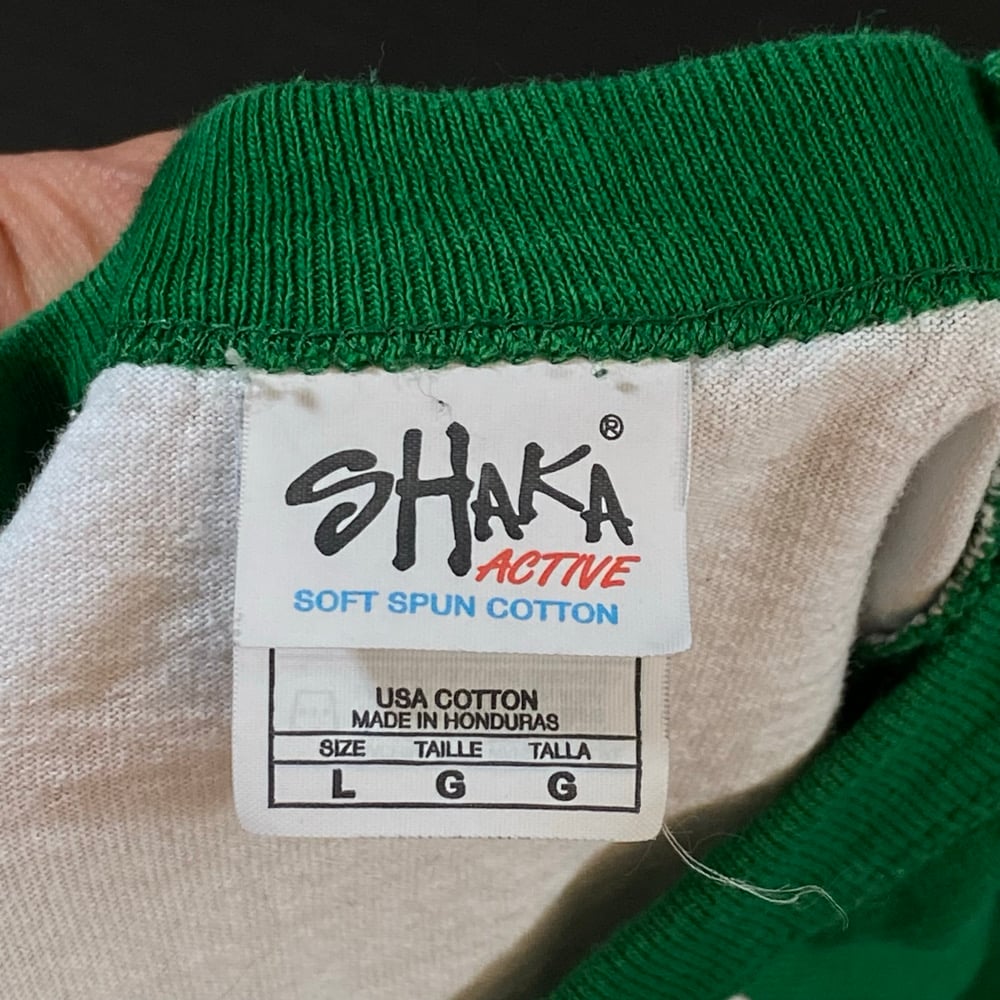 SHAKA®
ACTIVE
SOFT SPUN COTTON
USA COTTON
MADE IN HONDURAS
SIZE TAILLE TALLA
L G G